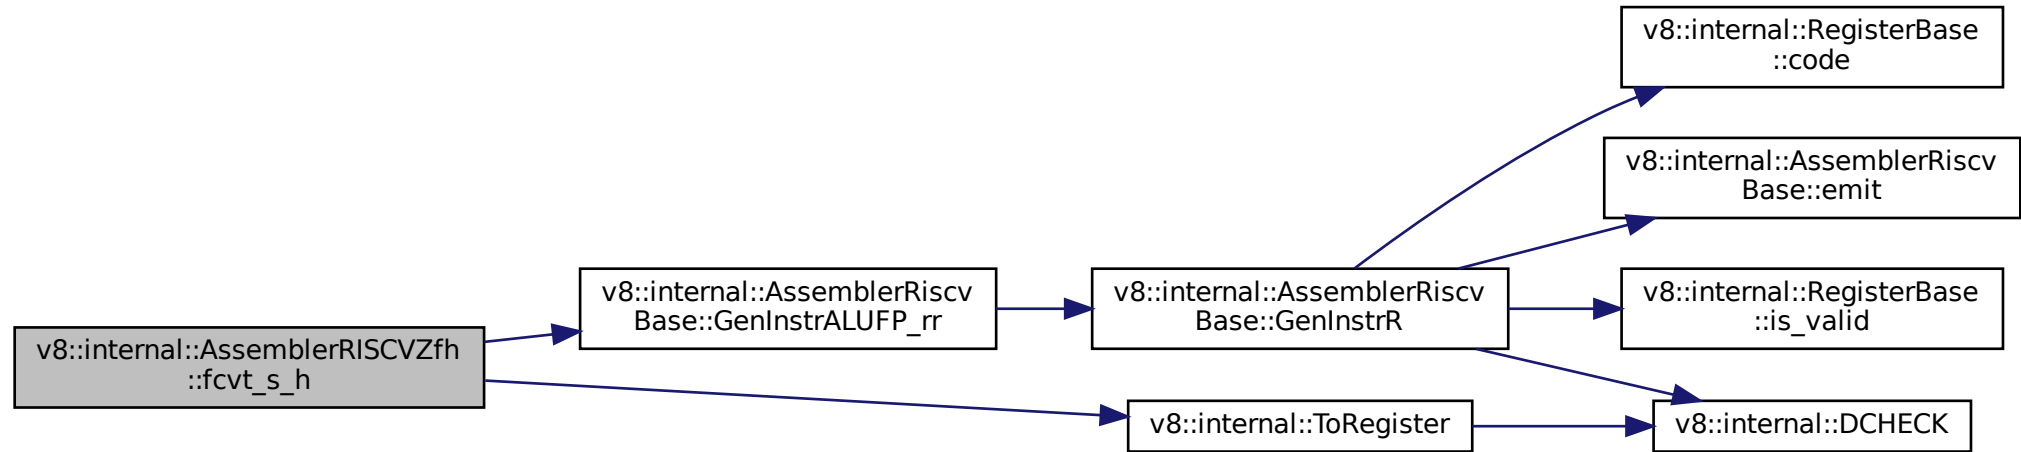 v8::internal::RegisterBase
::code
v8::internal::AssemblerRiscv
Base::emit
v8::internal::AssemblerRiscv
Base::GenInstrALUFP_rr
v8::internal::AssemblerRiscv
Base::GenInstrR
v8::internal::RegisterBase
::is_valid
v8::internal::AssemblerRISCVZfh
::fcvt_s_h
v8::internal::ToRegister
v8::internal::DCHECK